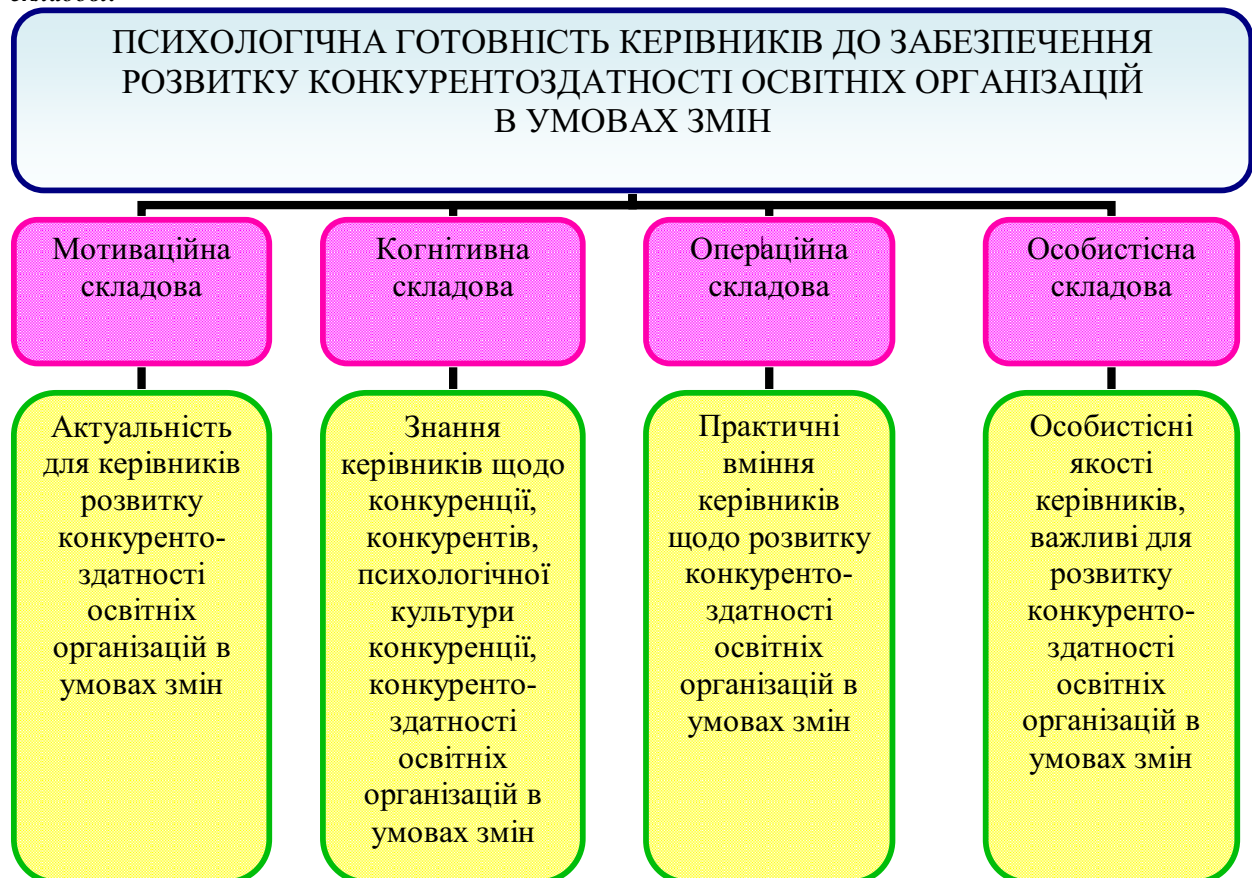 ПСИХОЛОГІЧНА ГОТОВНІСТЬ КЕРІВНИКІВ ДО ЗАБЕЗПЕЧЕННЯ
РОЗВИТКУ КОНКУРЕНТОЗДАТНОСТІ ОСВІТНІХ ОРГАНІЗАЦІЙ
В УМОВАХ ЗМІН
Мотиваційна
складова
Когнітивна
складова
Операційна
складова
Особистісна
складова
Актуальність
для керівників
розвитку
конкуренто-
здатності
освітніх
організацій в
умовах змін
Знання
керівників щодо
конкуренції,
конкурентів,
психологічної
культури
конкуренції,
конкуренто-
здатності
освітніх
організацій в
умовах змін
Практичні
вміння
керівників
щодо розвитку
конкуренто-
здатності
освітніх
організацій в
умовах змін
Особистісні
якості
керівників,
важливі для
розвитку
конкуренто-
здатності
освітніх
організацій в
умовах змін